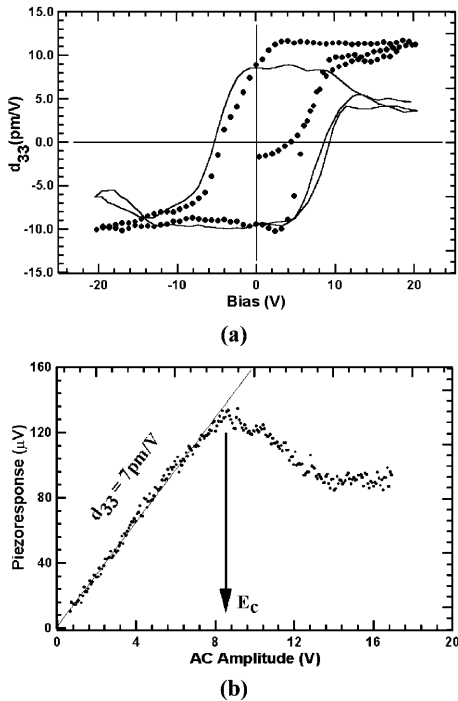 15.0
10.0
5.0
0.0
-5.0
-10.0
15.0
d33(pm/V)
-20
-10
0
10
20
Bias (V)
(a)
160
120
80
40
0
Piezoresponse (μV)
d33 = 7pm/V
Ec
0
4
8
12
16
20
AC Amplitude (V)
(b)